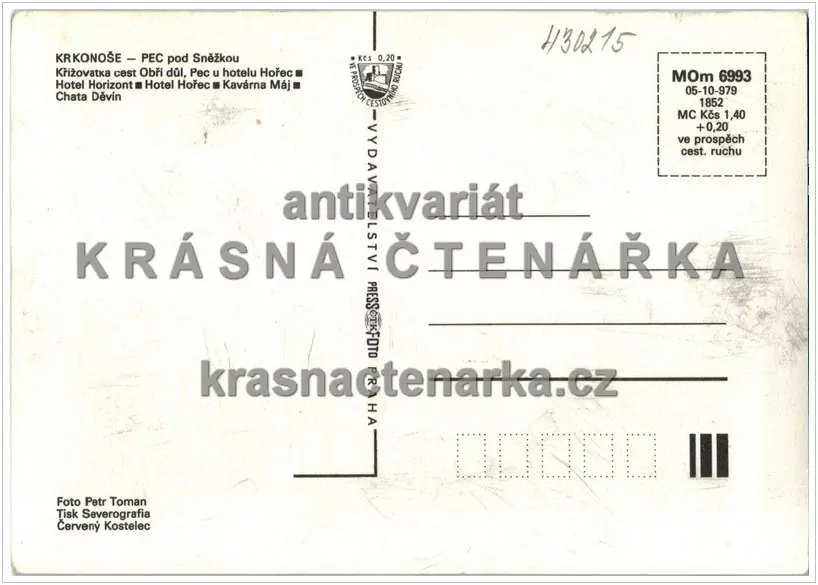 430215
KRKONOŠE — PEC pod Sněžkou
Křižovatka cest Obří důl, Pec u hotelu Hořec ■
Hotel Horizont ■ Hotel Hořec ■ Kavárna Máj ■
Chata Děvín
Kčs 0,20
VE PROSPĚCH CESTOVNÍHO RUCHU
MOm 6993
05-10-979
1852
MC Kčs 1,40
+0,20
ve prospěch
cest. ruchu
VYDAVATELSTVÍ PRESSFOTO PRAHA
ČTK
antikvariát
KRÁSNÁ ČTENÁŘKA
krasnactenarka.cz
Foto Petr Toman
Tisk Severografia
Červený Kostelec